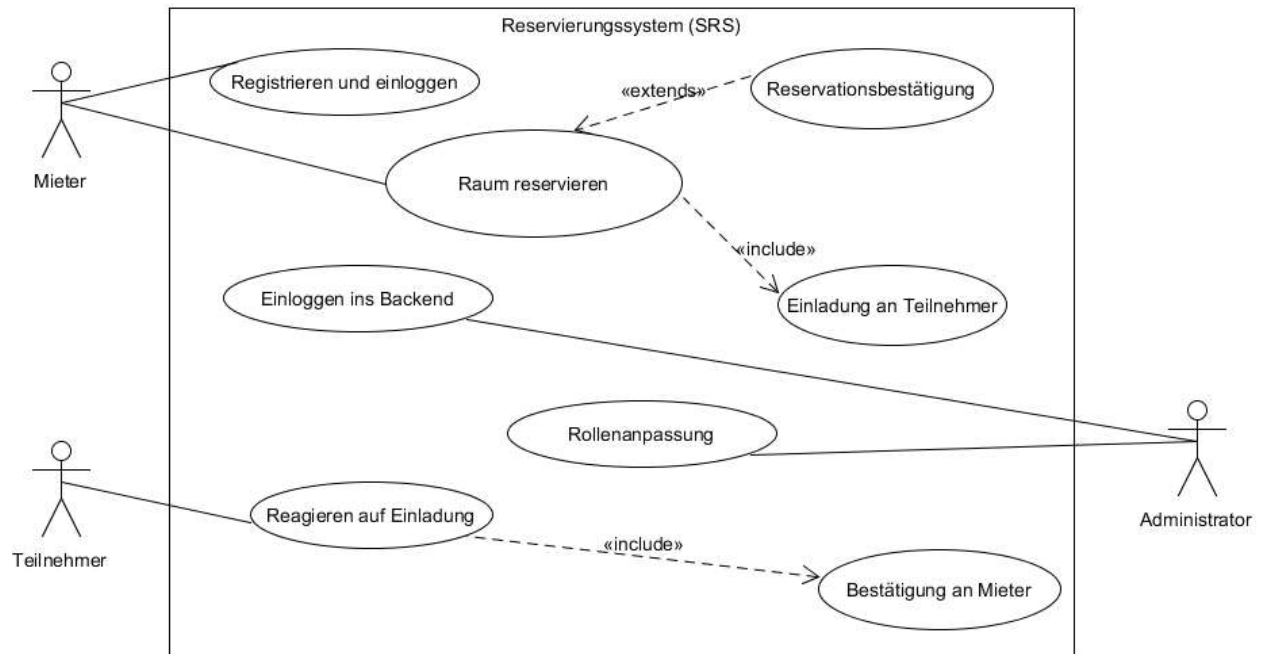 Reservierungssystem (SRS)
Registrieren und einloggen
«extends»
Reservationsbestätigung
Mieter
Raum reservieren
«include»
Einloggen ins Backend
Einladung an Teilnehmer
Rollenanpassung
Reagieren auf Einladung
Administrator
«include»
Teilnehmer
Bestätigung an Mieter